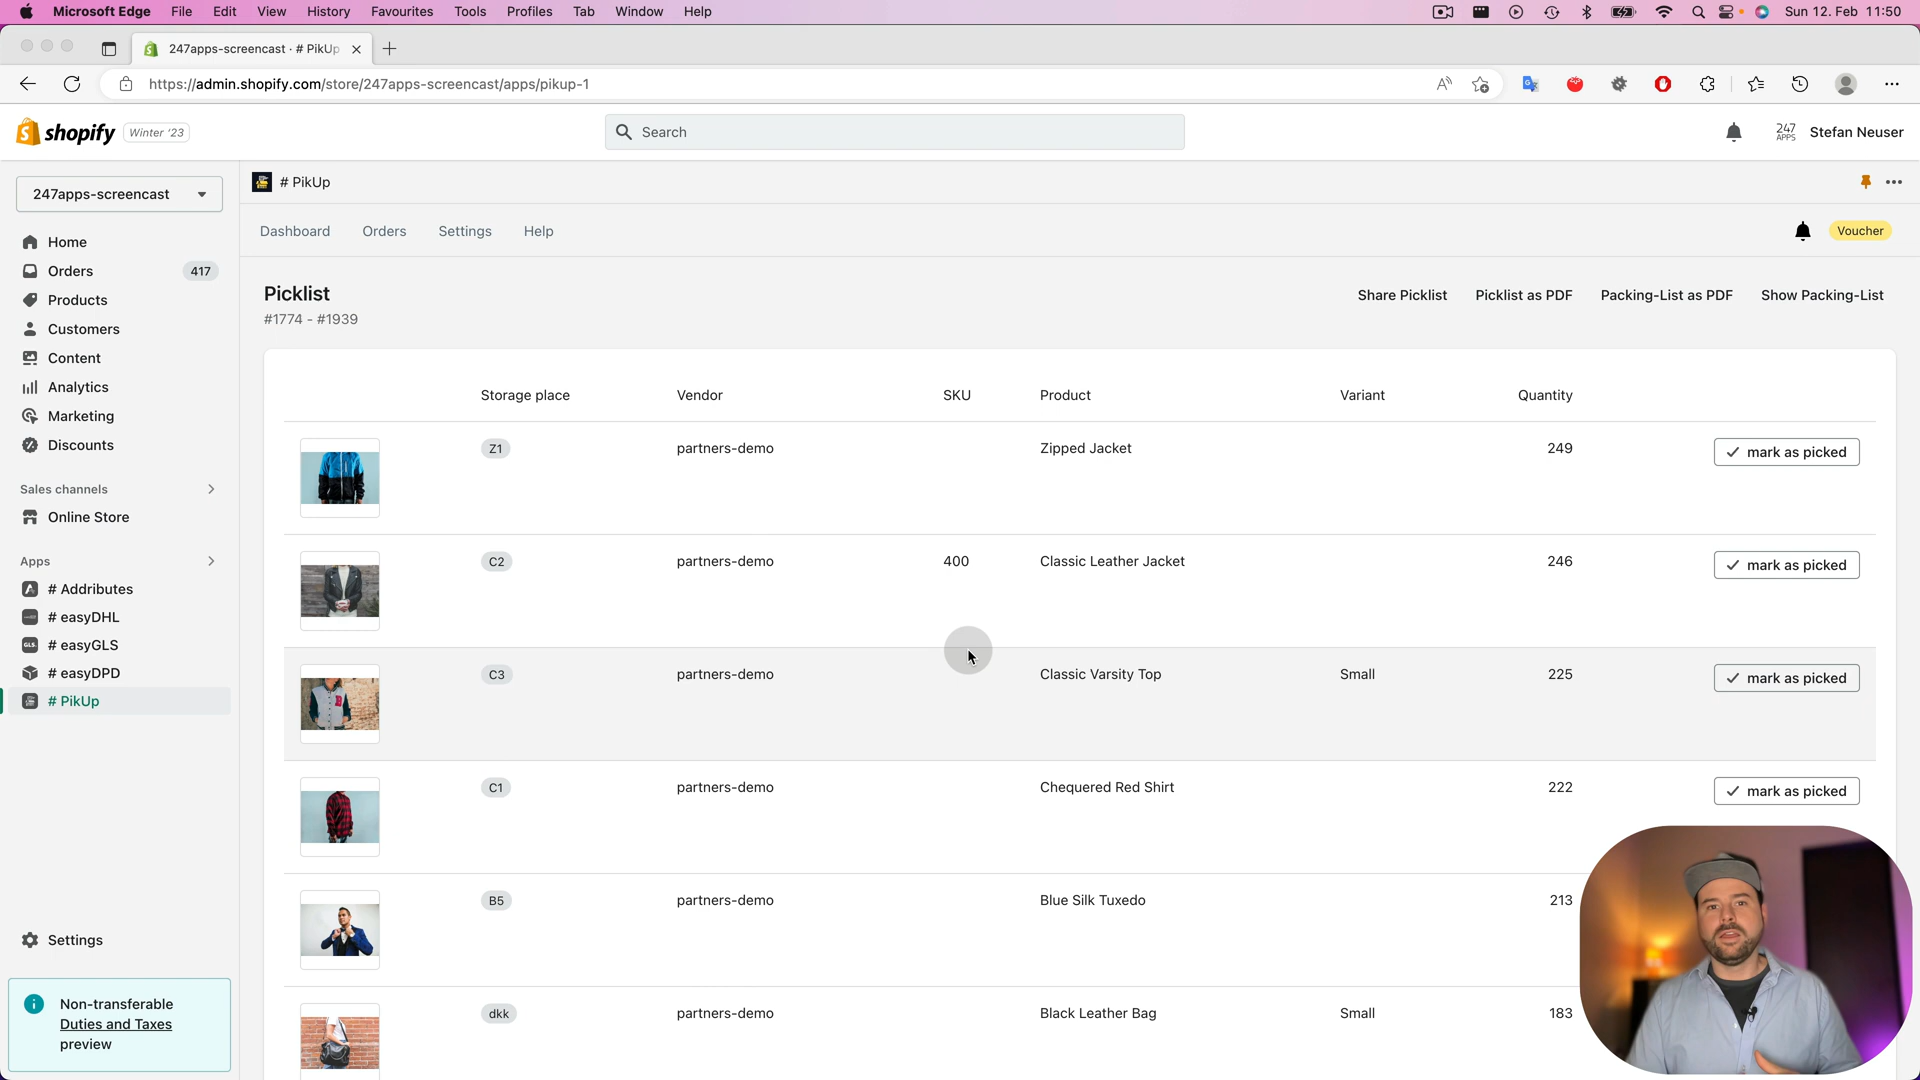 Microsoft Edge File Edit View History Favourites Tools Profiles Tab Window Help Sun 12. Feb 11:50
247apps-screencast · # PikUp
https://admin.shopify.com/store/247apps-screencast/apps/pikup-1
shopify Winter '23 Search 247 APPS Stefan Neuser
247apps-screencast
Home
Orders 417
Products
Customers
Content
Analytics
Marketing
Discounts
Sales channels
Online Store
Apps
# Addributes
# easyDHL
# easyGLS
# easyDPD
# PikUp
Settings
Non-transferable
Duties and Taxes
preview
# PikUp
Dashboard Orders Settings Help Voucher
Picklist
#1774 - #1939
Share Picklist Picklist as PDF Packing-List as PDF Show Packing-List
Storage place Vendor SKU Product Variant Quantity
Z1 partners-demo Zipped Jacket 249 mark as picked
C2 partners-demo 400 Classic Leather Jacket 246 mark as picked
C3 partners-demo Classic Varsity Top Small 225 mark as picked
C1 partners-demo Chequered Red Shirt 222 mark as picked
B5 partners-demo Blue Silk Tuxedo 213
dkk partners-demo Black Leather Bag Small 183